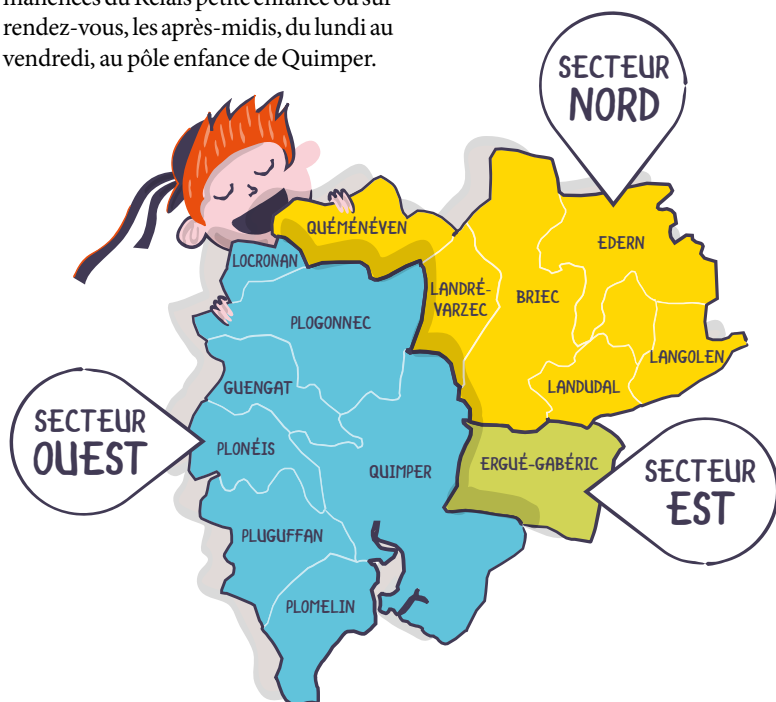 rendez-vous, les après-midis, du lundi au
vendredi, au pôle enfance de Quimper.
SECTEUR
NORD
QUÉMÉNÉVEN
EDERN
LOCRONAN
LANDRÉ-
VARZEC
BRIEC
PLOGONNEC
LANGOLEN
GUENGAT
LANDUDAL
SECTEUR
OUEST
PLONÉIS
QUIMPER
ERGUÉ-GABÉRIC
SECTEUR
EST
PLUGUFFAN
PLOMELIN